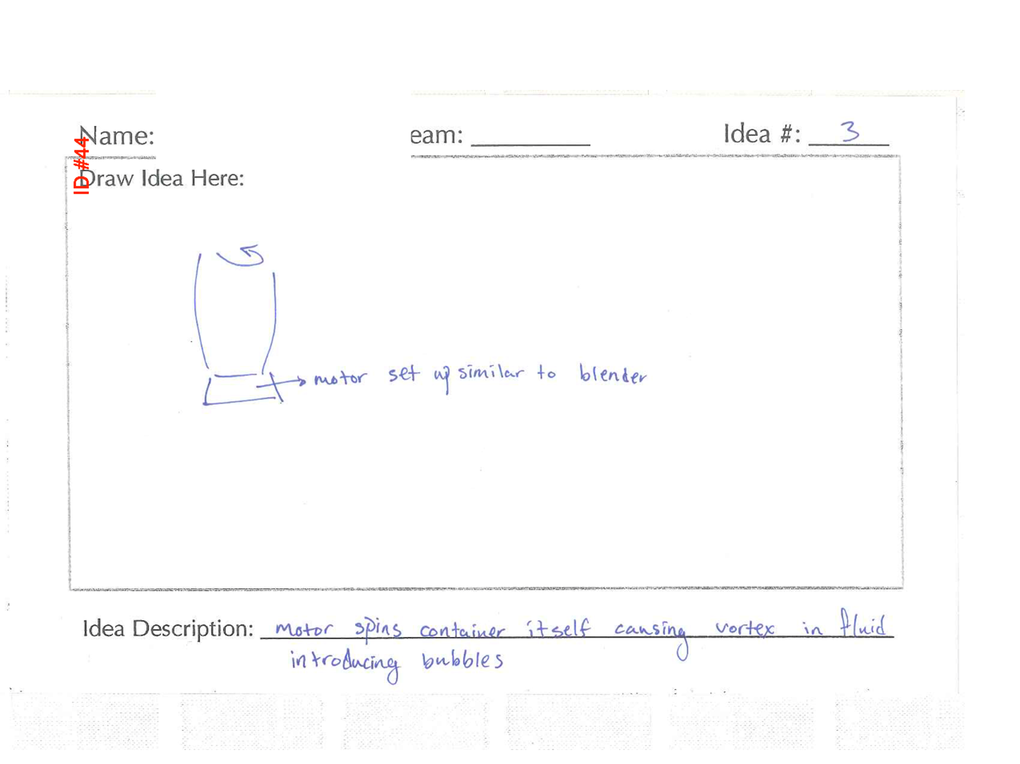 Name: eam: Idea #: 3
ID #44
Draw Idea Here:
motor set up similar to blender
Idea Description: motor spins container itself causing vortex in fluid
introducing bubbles